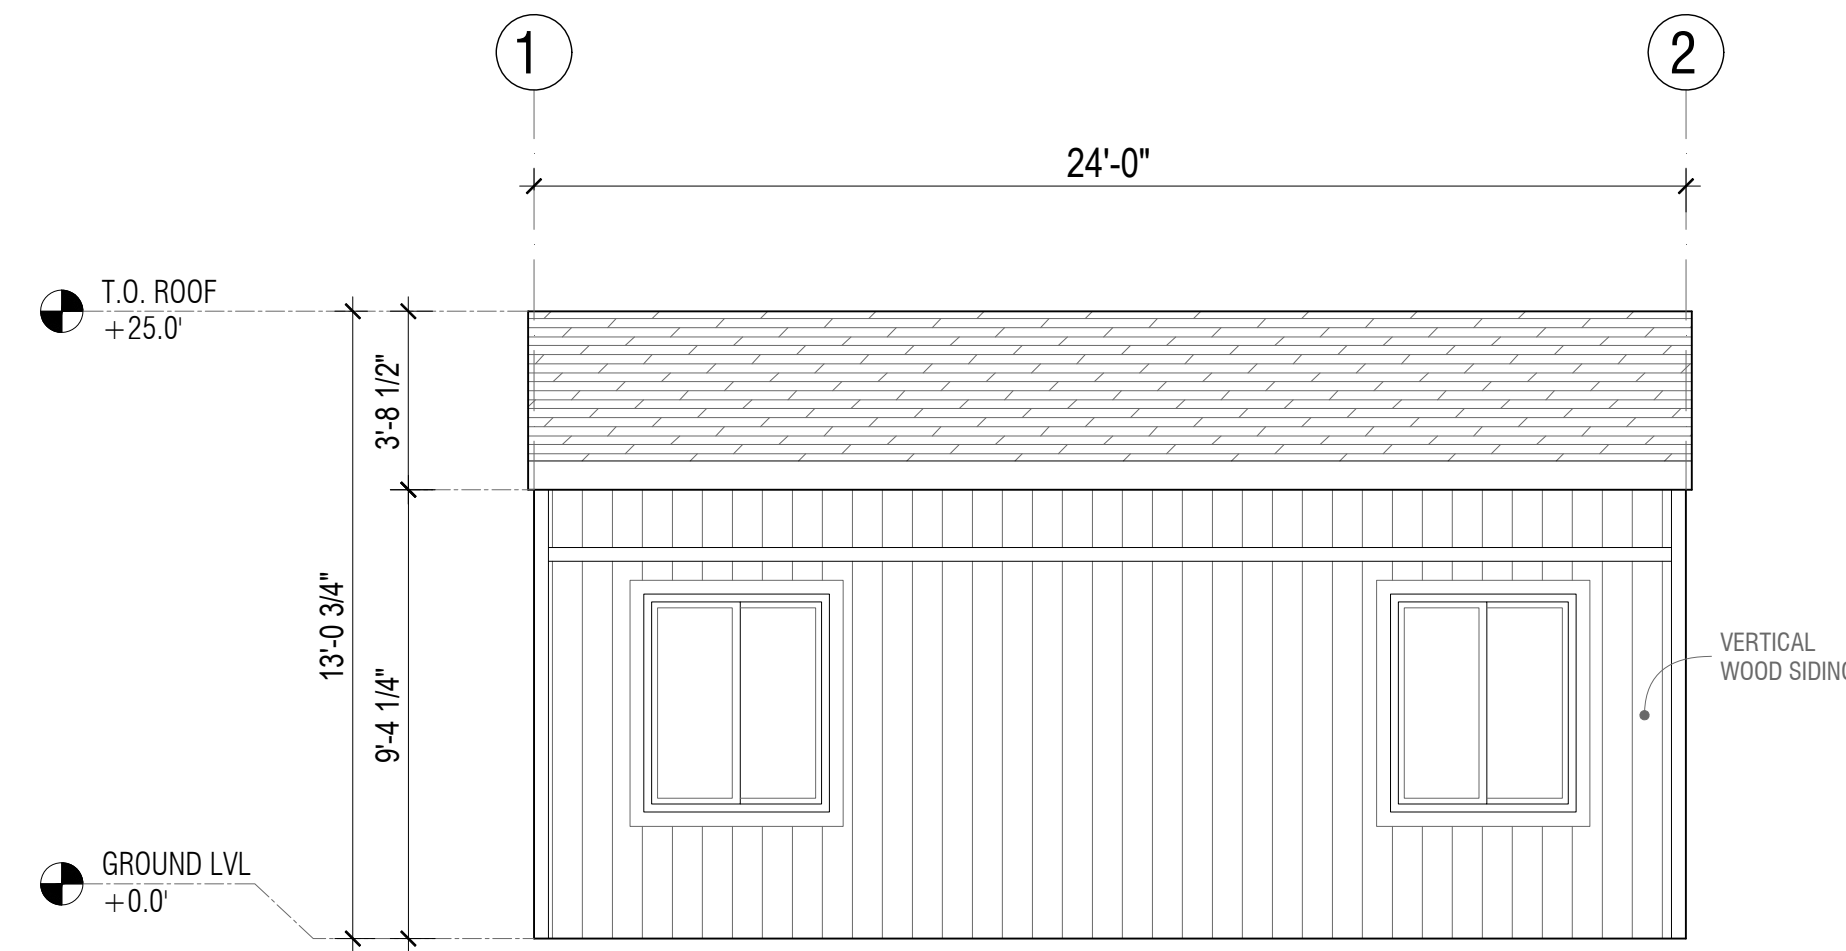 1
2
24'-0"
T.O. ROOF
+25.0'
3'-8 1/2"
13'-0 3/4"
9'-4 1/4"
VERTICAL
WOOD
GROUND LVL
+0.0'